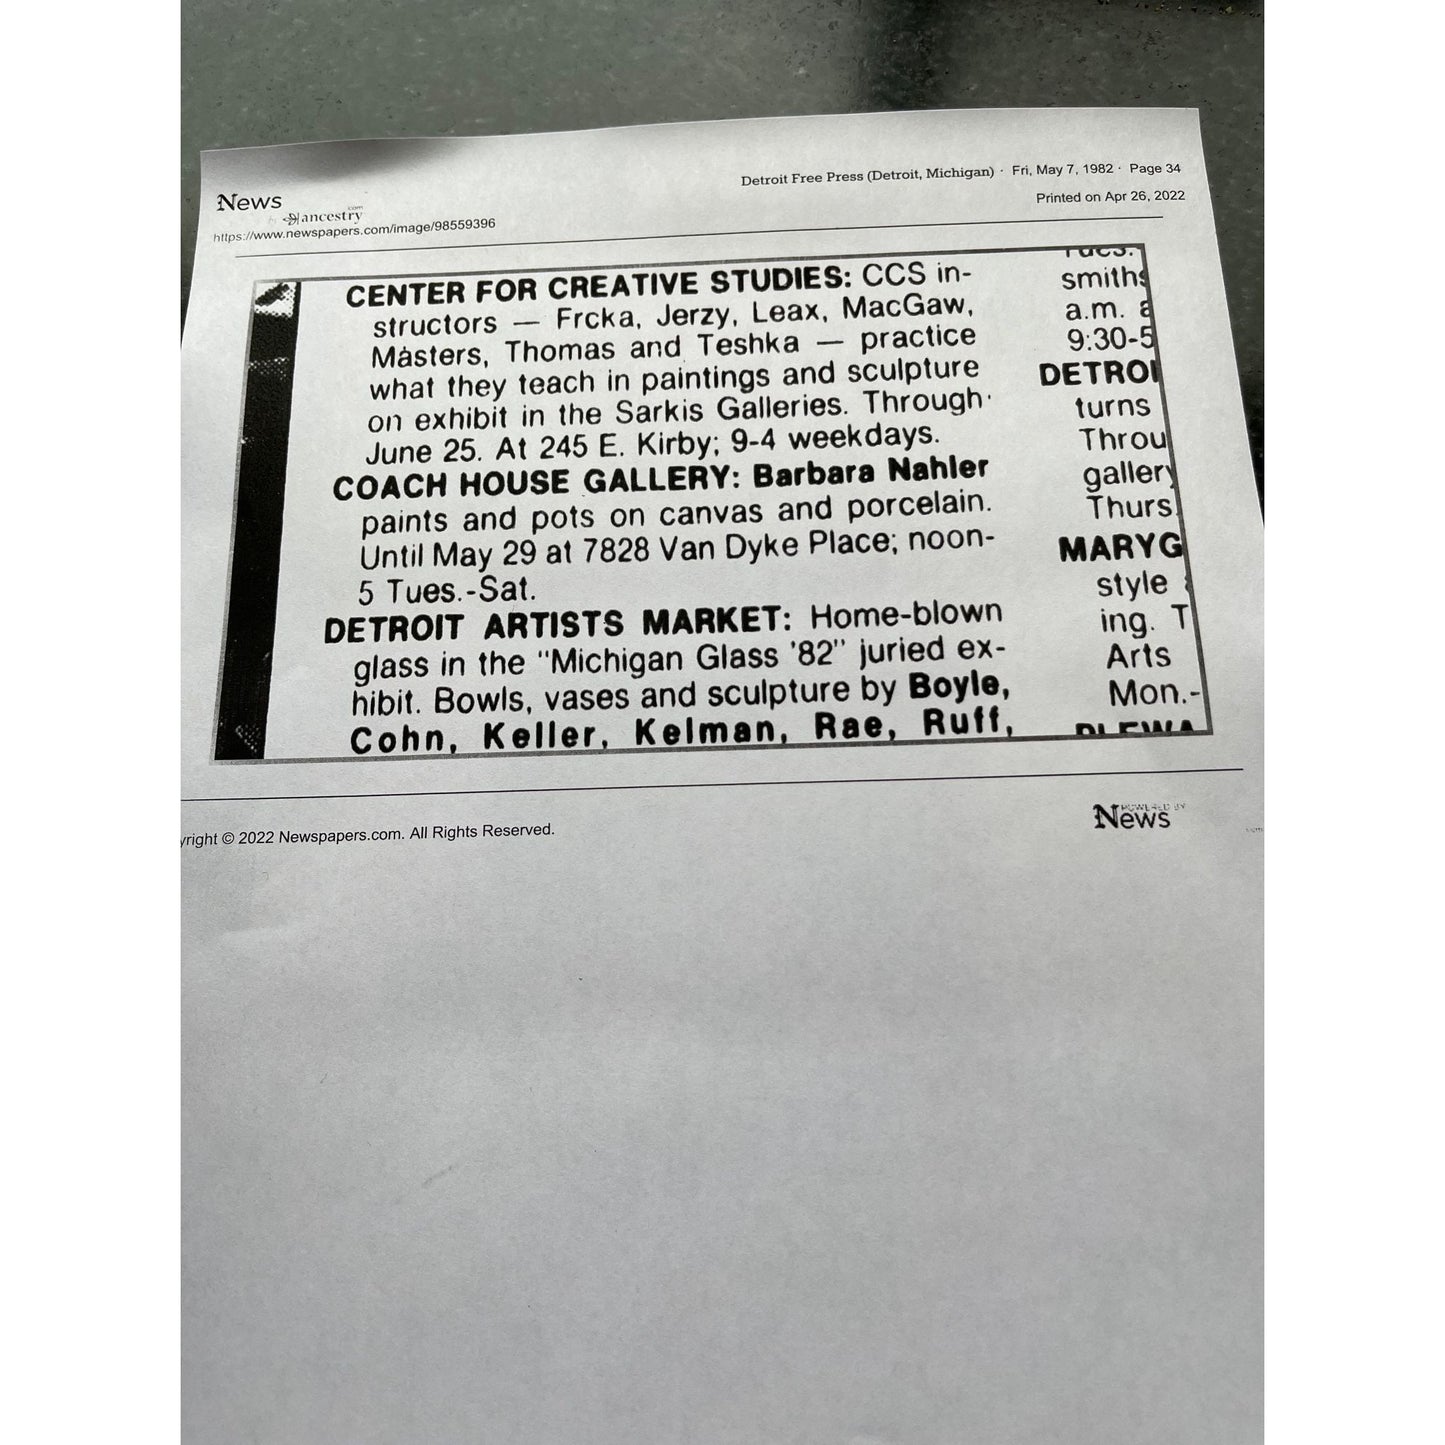 News
ancestry
.com
https://www.newspapers.com/image/98559396
Detroit Free Press (Detroit, Michigan) · Fri, May 7, 1982 · Page 34
Printed on Apr 26, 2022
CENTER FOR CREATIVE STUDIES: CCS in-
structors — Frcka, Jerzy, Leax, MacGaw,
Masters, Thomas and Teshka — practice
what they teach in paintings and sculpture
on exhibit in the Sarkis Galleries. Through
June 25. At 245 E. Kirby; 9-4 weekdays.
COACH HOUSE GALLERY: Barbara Nahler
paints and pots on canvas and porcelain.
Until May 29 at 7828 Van Dyke Place; noon-
5 Tues.-Sat.
DETROIT ARTISTS MARKET: Home-blown
glass in the "Michigan Glass '82" juried ex-
hibit. Bowls, vases and sculpture by Boyle,
Cohn, Keller, Kelman, Rae, Ruff,
smiths
a.m. a
9:30-5
DETROI
turns
Throu
gallery
Thurs.
MARYG
style
ing. T
Arts
Mon.-
yright © 2022 Newspapers.com. All Rights Reserved.
POWERED BY
News